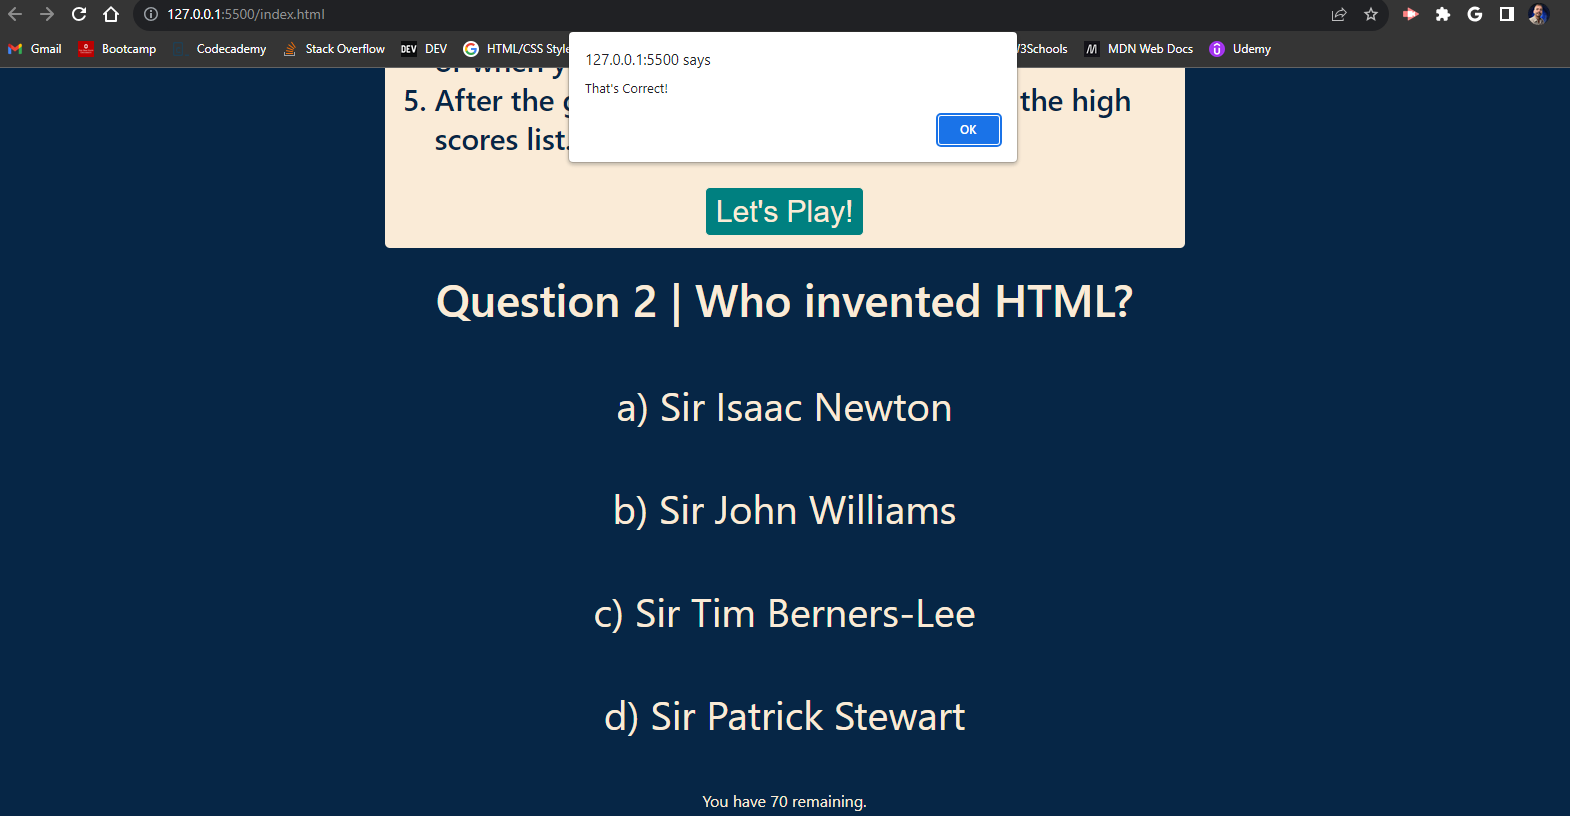 127.0.0.1:5500/index.html
Gmail Bootcamp Codecademy Stack Overflow DEV DEV HTML/CSS Style /3Schools MDN Web Docs Udemy
127.0.0.1:5500 says
That's Correct!
OK
or when y
5. After the g the high
scores list.
Let's Play!
Question 2 | Who invented HTML?
a) Sir Isaac Newton
b) Sir John Williams
c) Sir Tim Berners-Lee
d) Sir Patrick Stewart
You have 70 remaining.